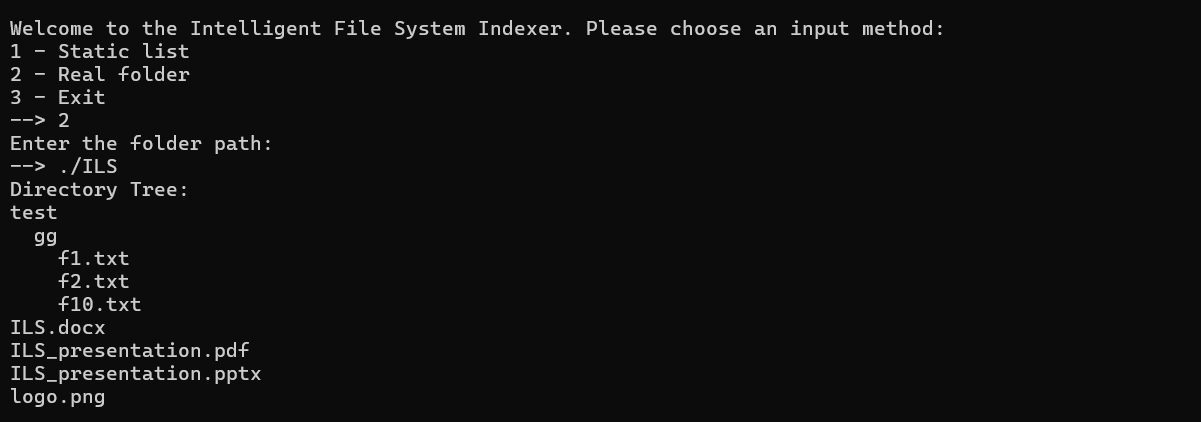 Welcome to the Intelligent File System Indexer. Please choose an input method:
1 - Static list
2 - Real folder
3 - Exit
--> 2
Enter the folder path:
--> ./ILS
Directory Tree:
test
  gg
    f1.txt
    f2.txt
    f10.txt
ILS.docx
ILS_presentation.pdf
ILS_presentation.pptx
logo.png